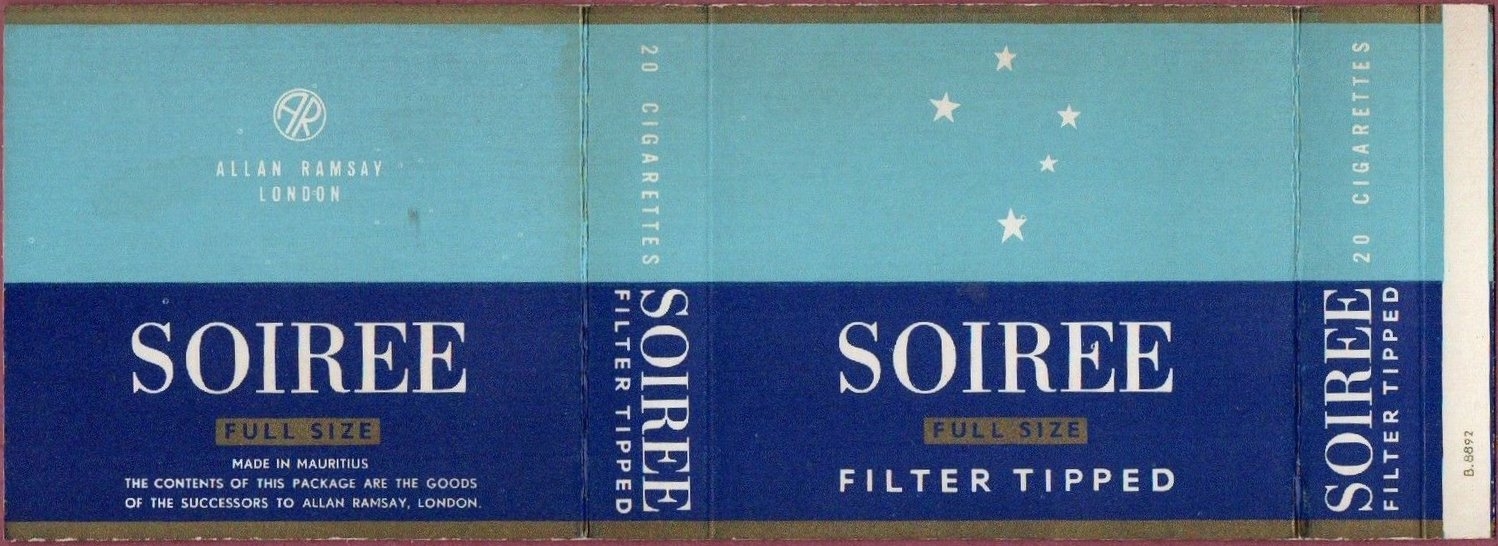 AR
ALLAN RAMSAY
LONDON
SOIREE
FULL SIZE
MADE IN MAURITIUS
THE CONTENTS OF THIS PACKAGE ARE THE GOODS
OF THE SUCCESSORS TO ALLAN RAMSAY, LONDON.
20 CIGARETTES
SOIREE
FILTER TIPPED
SOIREE
FULL SIZE
FILTER TIPPED
20 CIGARETTES
SOIREE
FILTER TIPPED
B.8892